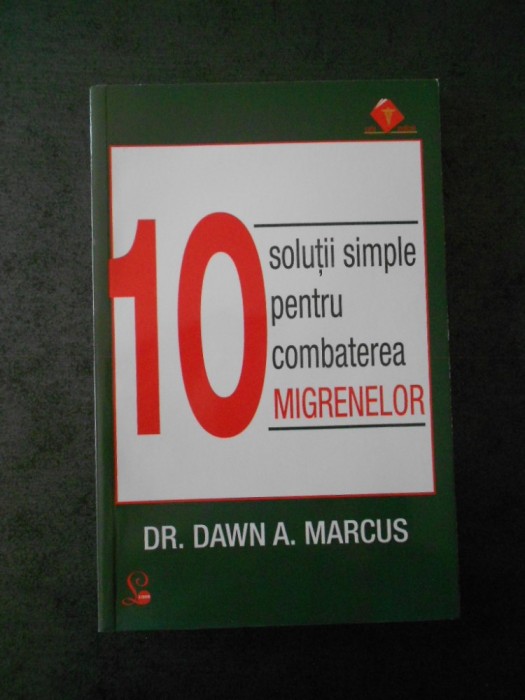 10
soluții simple
pentru
combaterea
MIGRENELOR
DR. DAWN A. MARCUS